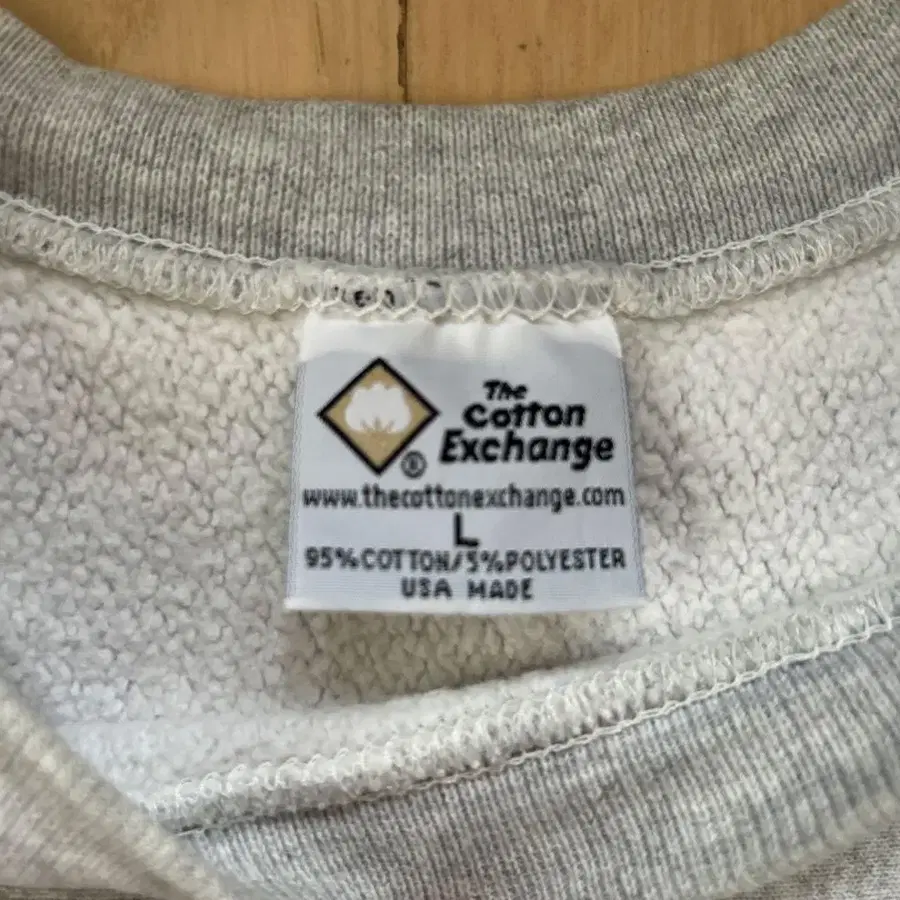 The
Cotton
Exchange
®
www.thecottonexchange.com
L
95%COTTON/5%POLYESTER
USA MADE